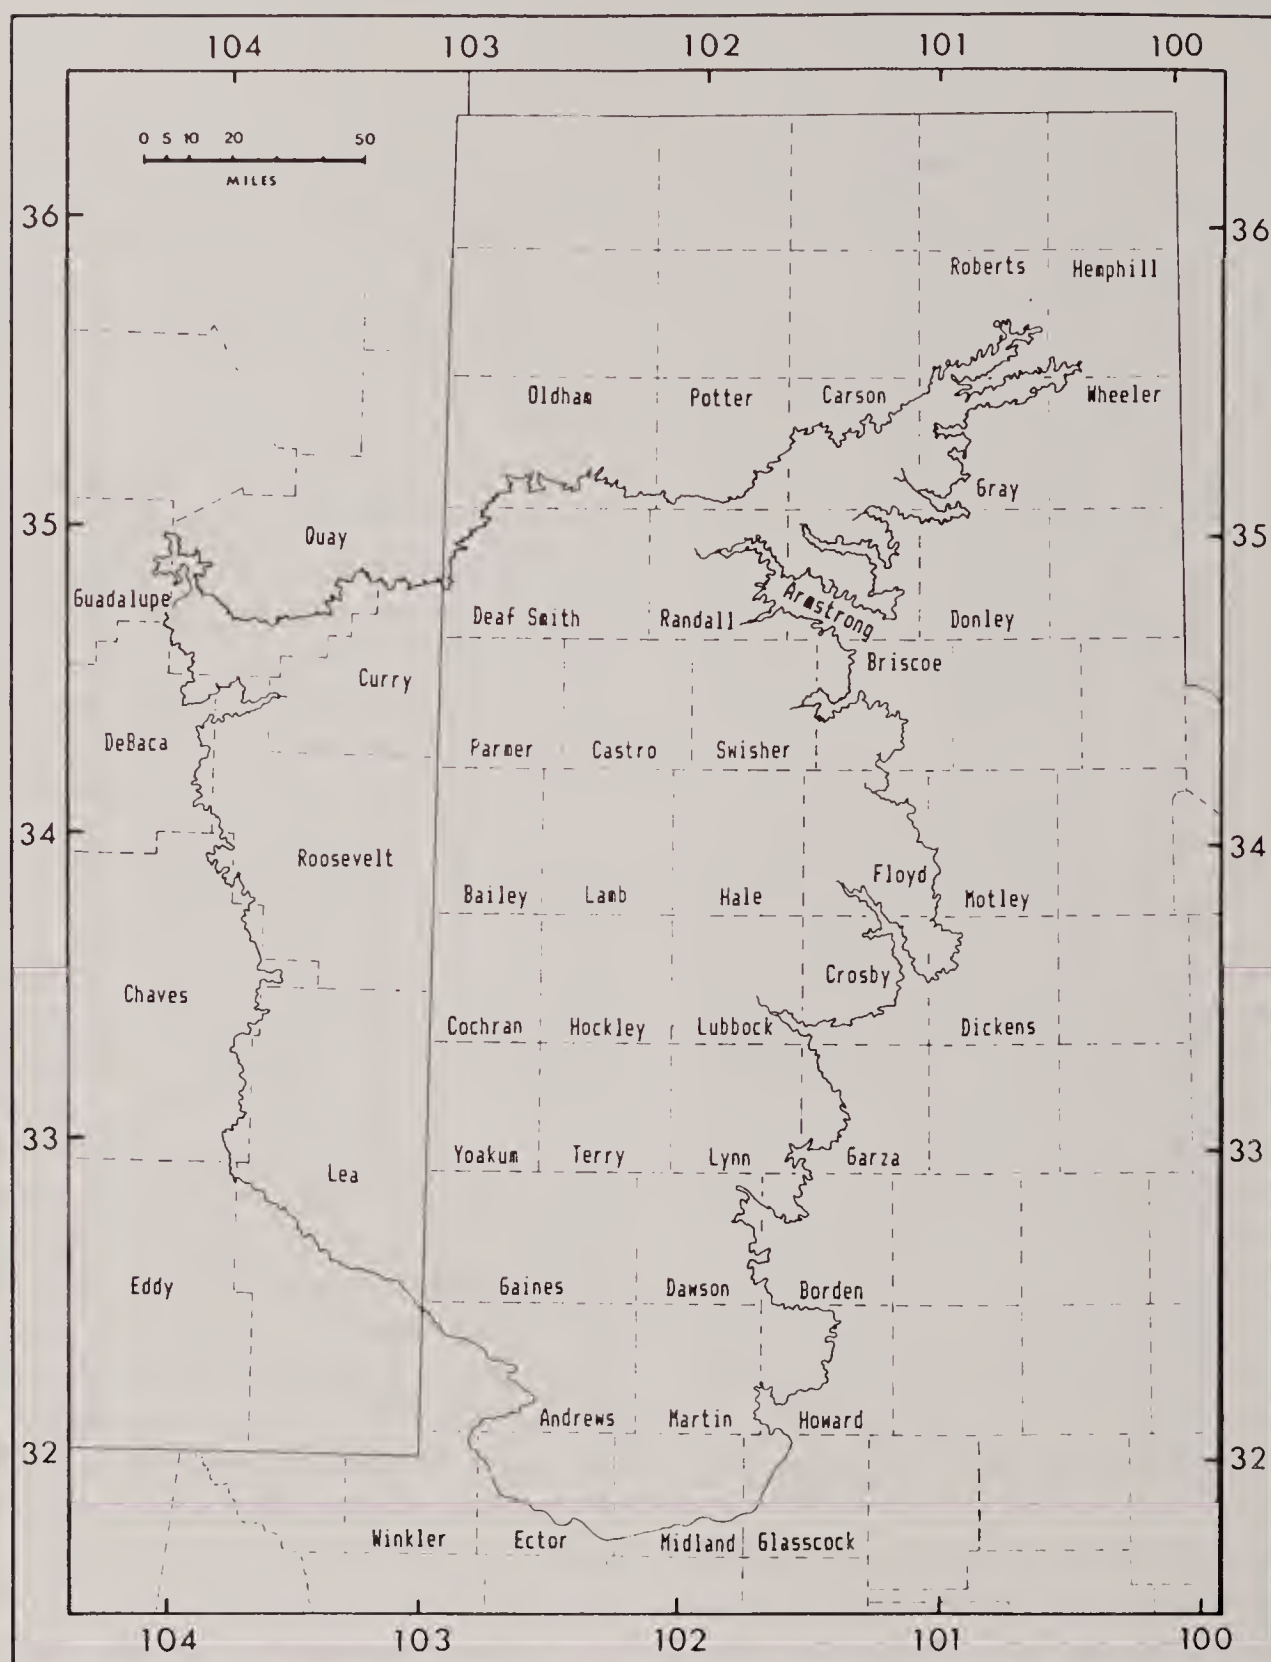 104 103 102 101 100
0 5 10 20 50
MILES
36 36
Roberts Hemphill
Oldham Potter Carson Wheeler
Gray
35 35
Quay
Guadalupe
Armstrong
Deaf Smith Randall Donley
Briscoe
Curry
DeBaca Parmer Castro Swisher
34 34
Roosevelt
Floyd
Bailey Lamb Hale Motley
Crosby
Chaves
Cochran Hockley Lubbock Dickens
33 33
Yoakum Terry Lynn Garza
Lea
Eddy Gaines Dawson Borden
Andrews Martin Howard
32 32
Winkler Ector Midland Glasscock
104 103 102 101 100